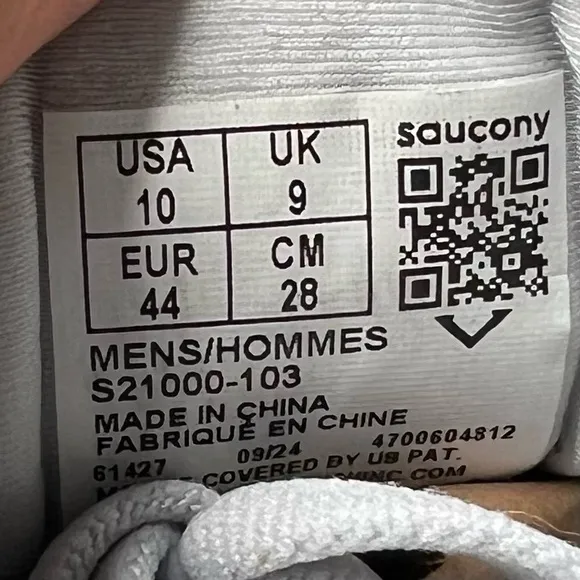 saucony
USA UK
10 9
EUR CM
44 28
MENS/HOMMES
S21000-103
MADE IN CHINA
FABRIQUÉ EN CHINE
61427 09/24 4700604812
COVERED BY US PAT.
COM